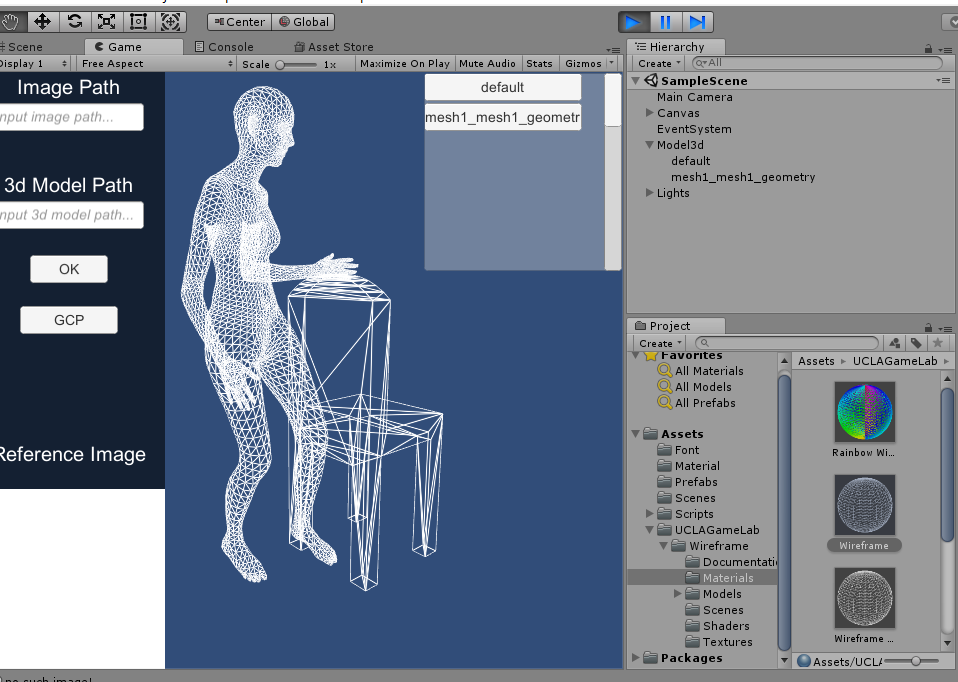 Center
Global
Scene
Game
Console
Asset Store
Display 1
Free Aspect
Scale
1x
Maximize On Play
Mute Audio
Stats
Gizmos
Image Path
nput image path...
3d Model Path
nput 3d model path...
OK
GCP
Reference Image
default
mesh1_mesh1_geometr
Hierarchy
Create
All
SampleScene
Main Camera
Canvas
EventSystem
Model3d
default
mesh1_mesh1_geometry
Lights
Project
Create
Favorites
All Materials
All Models
All Prefabs
Assets
Font
Material
Prefabs
Scenes
Scripts
UCLAGameLab
Wireframe
Documentati
Materials
Models
Scenes
Shaders
Textures
Packages
Assets
UCLAGameLab
Rainbow Wi...
Wireframe
Wireframe ...
Assets/UCLA
no such image!